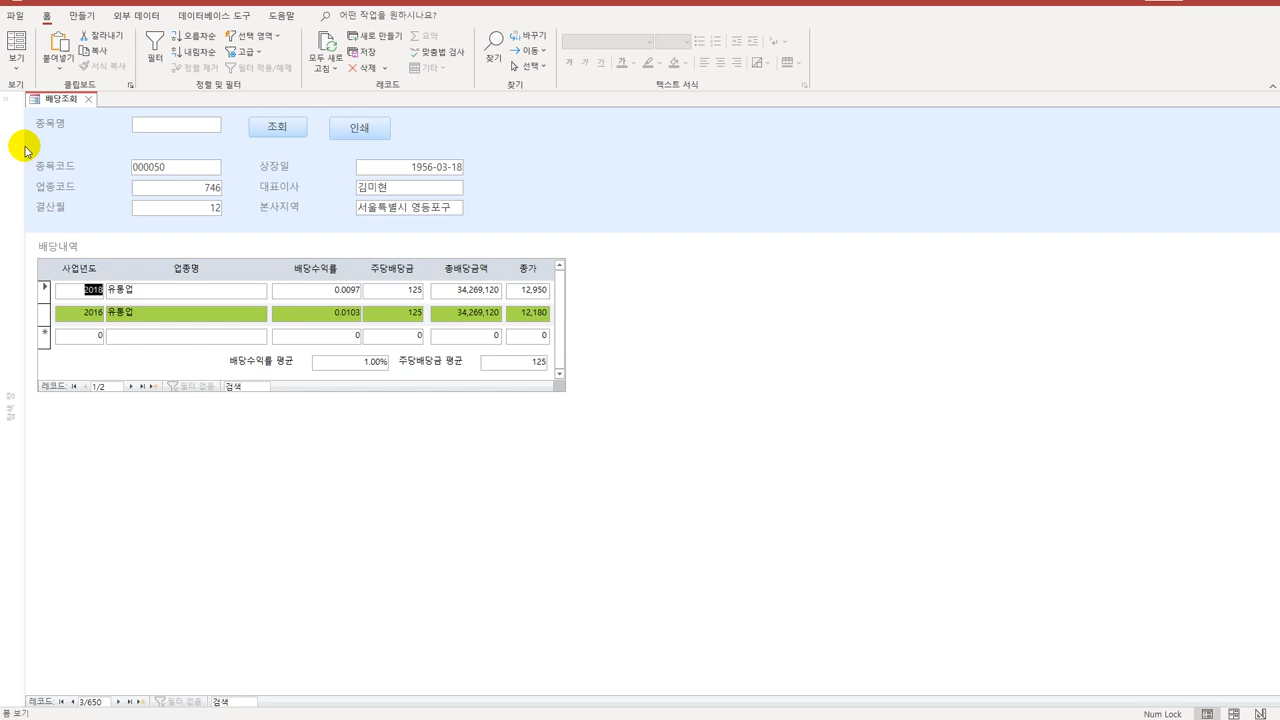 파일 홈 만들기 외부 데이터 데이터베이스 도구 도움말 어떤 작업을 원하시나요?
보기
붙여넣기
잘라내기
복사
서식 복사
필터
오름차순
내림차순
정렬 제거
선택 영역
고급
필터 적용/해제
모두 새로 고침
새로 만들기
저장
삭제
요약
맞춤법 검사
기타
찾기
바꾸기
이동
선택
가 가 가
보기 클립보드 정렬 및 필터 레코드 찾기 텍스트 서식
배당조회
종목명 조회 인쇄
종목코드 000050 상장일 1956-03-18
업종코드 746 대표이사 김미현
결산월 12 본사지역 서울특별시 영등포구
배당내역
사업년도 업종명 배당수익률 주당배당금 총배당금액 종가
2018 유통업 0.0097 125 34,269,120 12,950
2016 유통업 0.0103 125 34,269,120 12,180
* 0 0 0 0 0
배당수익률 평균 1.00% 주당배당금 평균 125
레코드: 1/2 필터 없음 검색
탐색 창
레코드: 3/650 필터 없음 검색
폼 보기 Num Lock